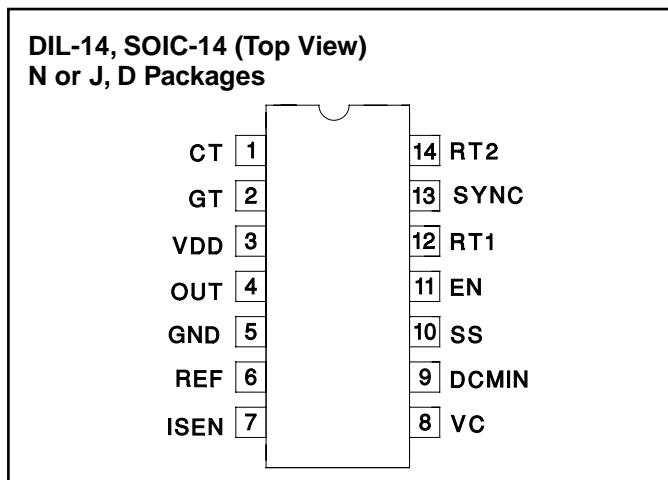 DIL-14, SOIC-14 (Top View)
N or J, D Packages
CT 1 14 RT2
GT 2 13 SYNC
VDD 3 12 RT1
OUT 4 11 EN
GND 5 10 SS
REF 6 9 DCMIN
ISEN 7 8 VC